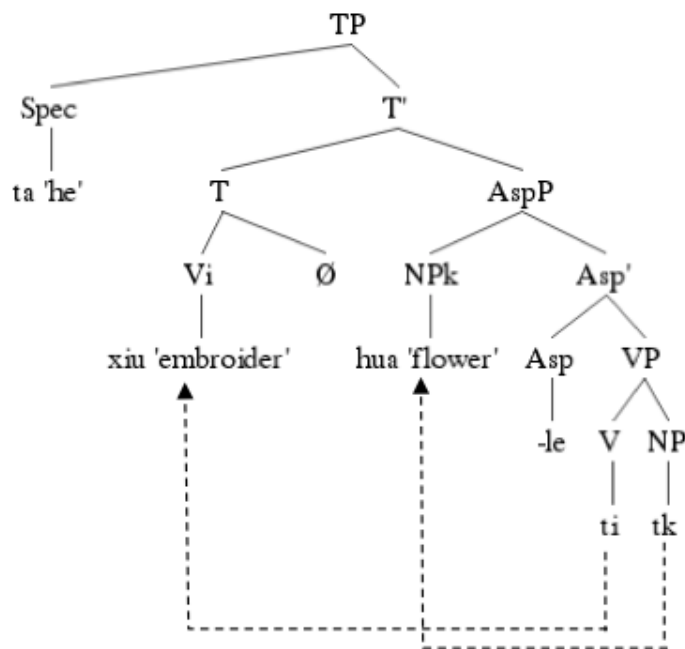 TP
Spec T'
ta 'he' T AspP
Vi Ø NPk Asp'
xiu 'embroider' hua 'flower' Asp VP
-le V NP
ti tk